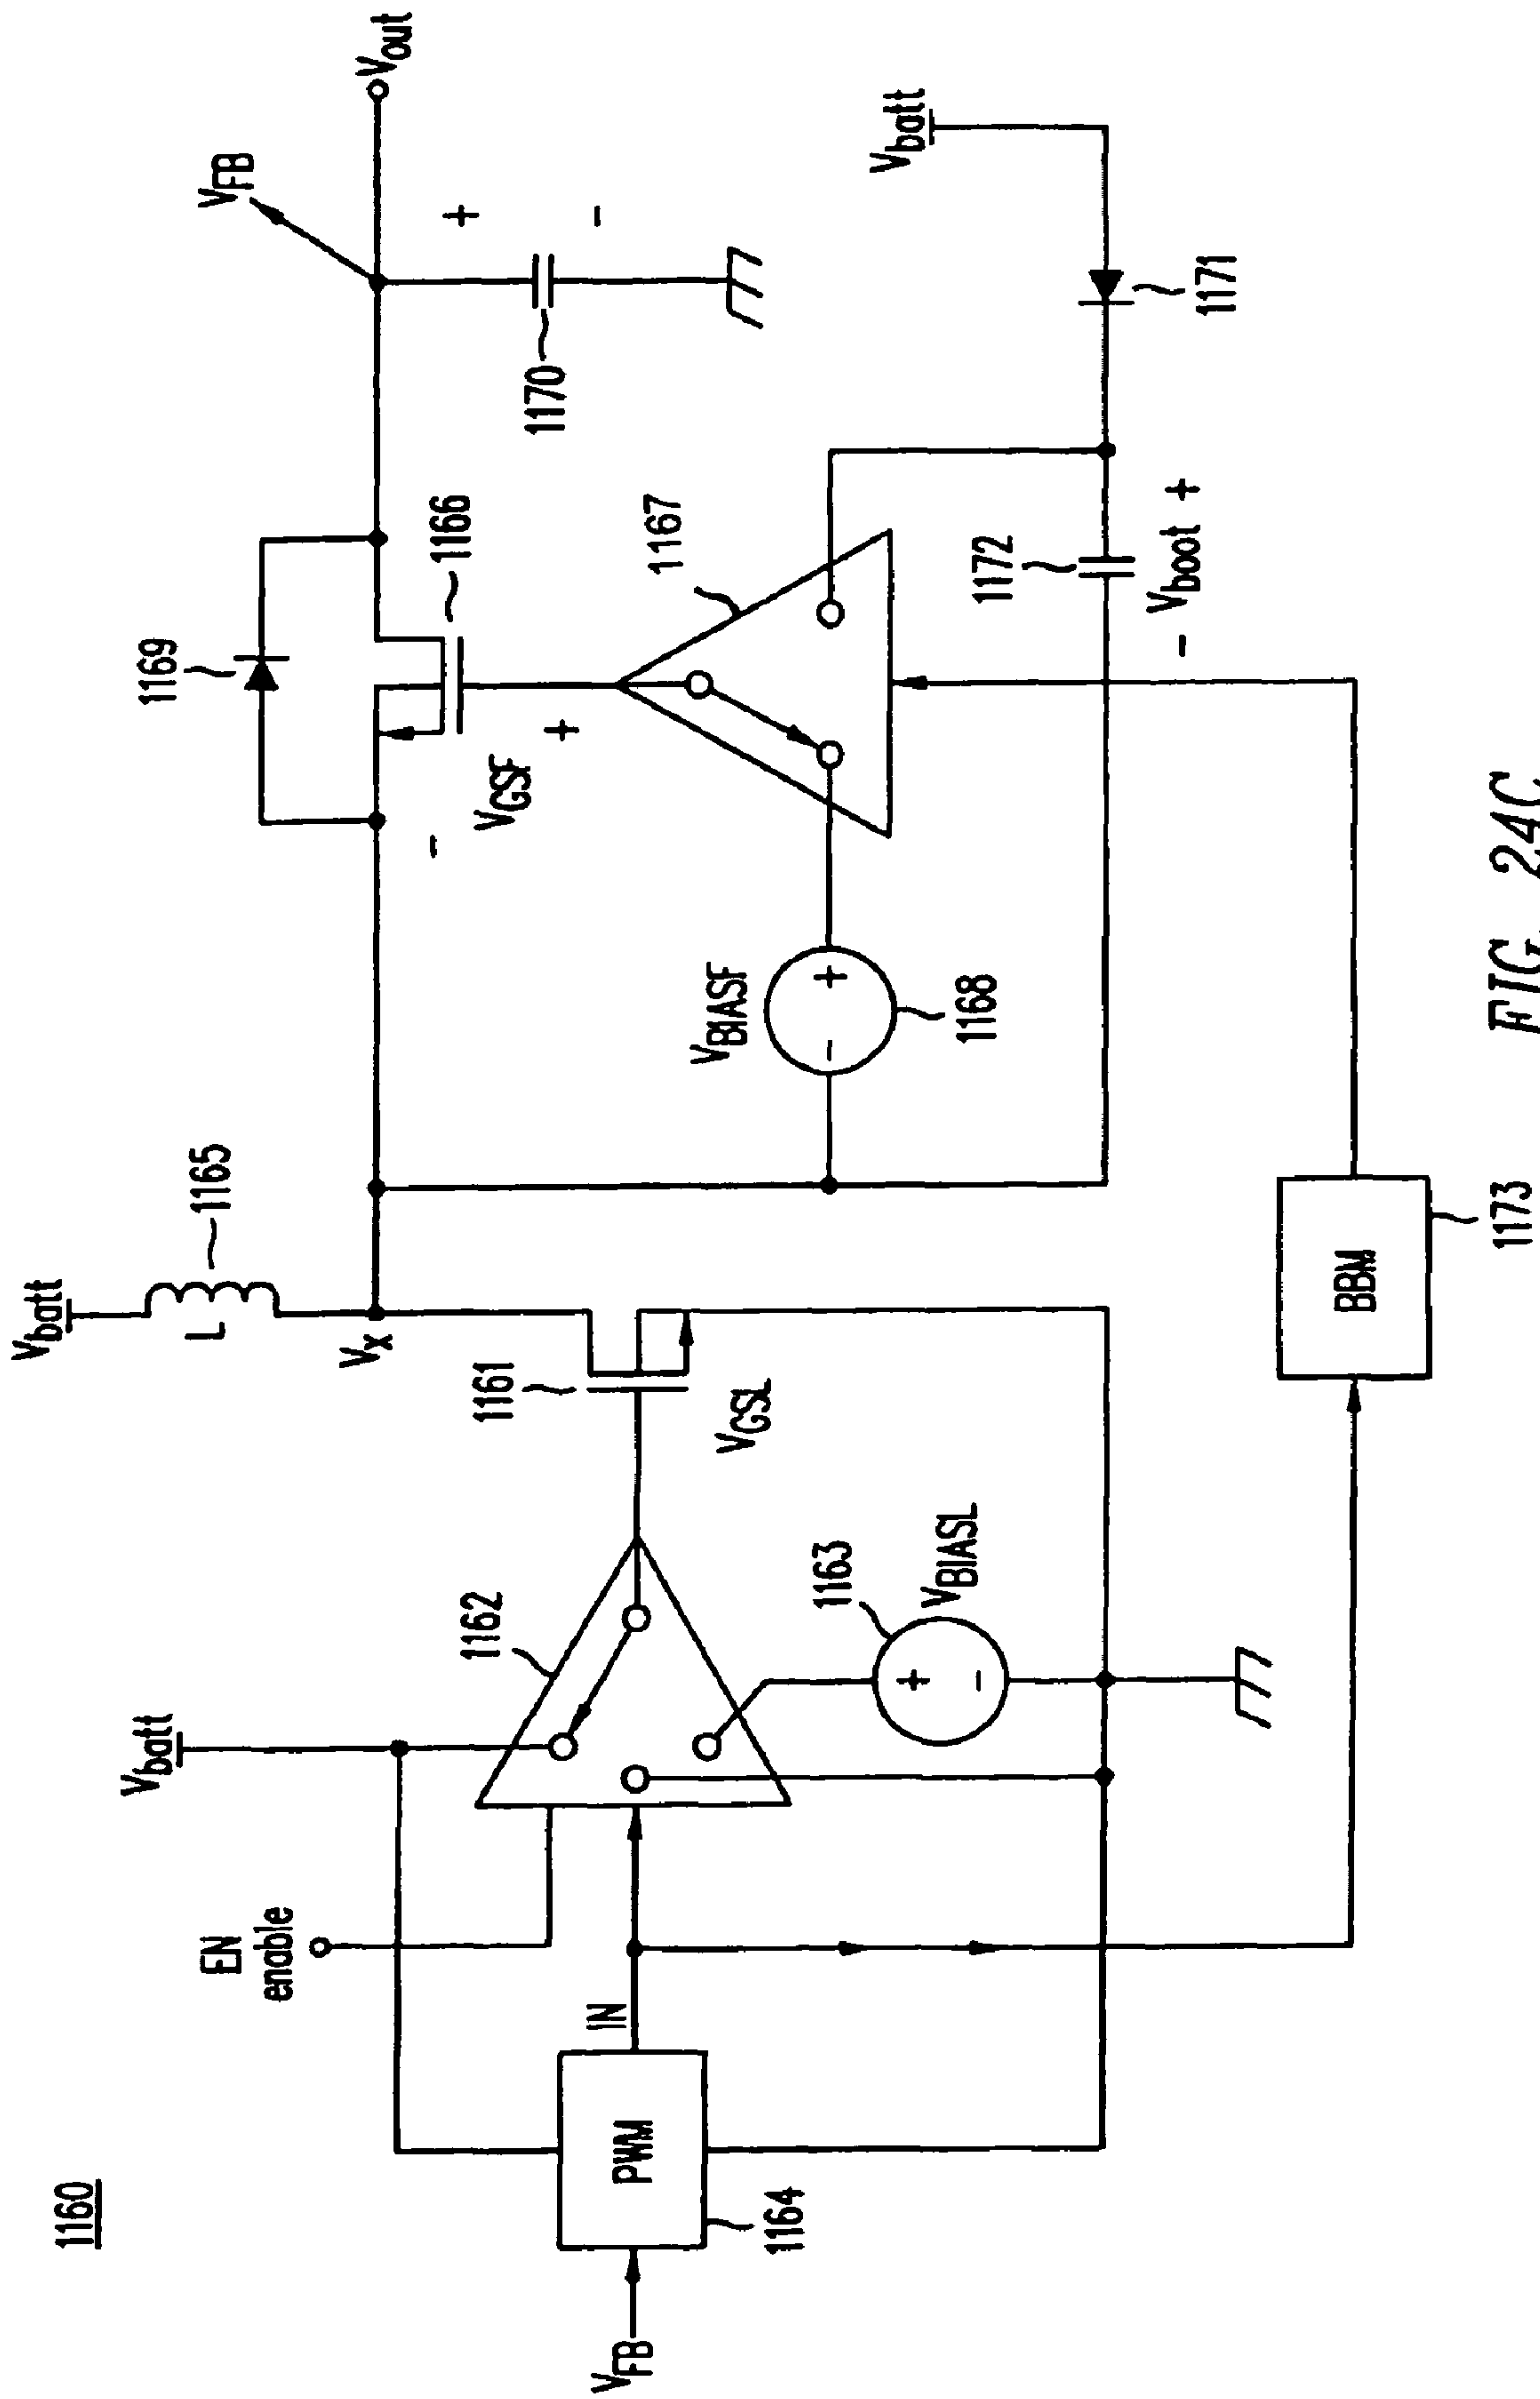 1160
V_FB
PWM
1164
IN
EN
enable
V_batt
1162
1163
V_BIASL
1161
V_GSL
V_batt
L
1165
V_x
V_BIASF
1168
V_GSF
-
+
1169
1166
1167
V_FB
V_out
1170
+
-
V_batt
1171
1172
- V_boot +
BBM
1173
+
-
-
+
FIG. 24C